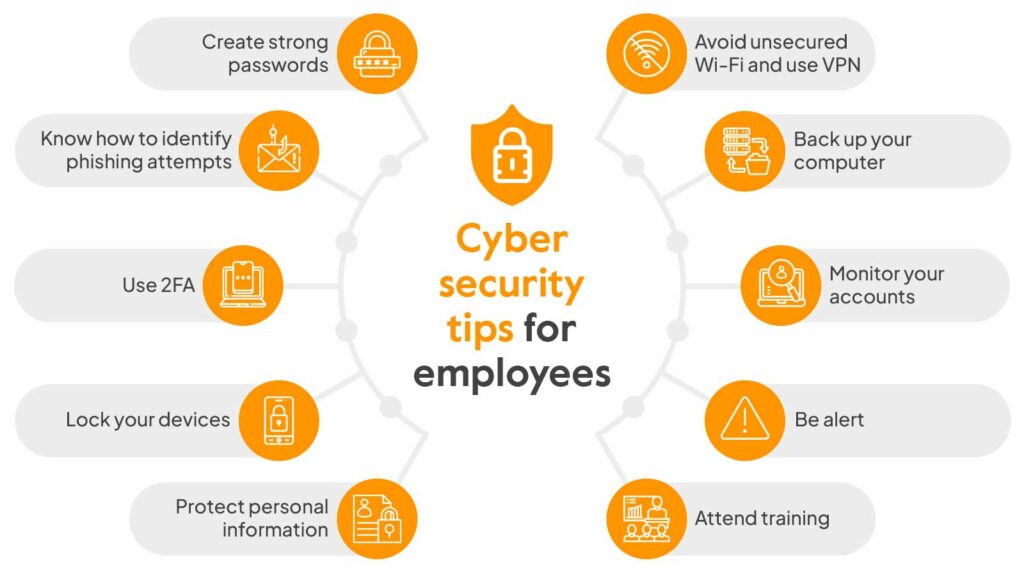 Cyber
security
tips for
employees
Create strong
passwords
Know how to identify
phishing attempts
Use 2FA
Lock your devices
Protect personal
information
Avoid unsecured
Wi-Fi and use VPN
Back up your
computer
Monitor your
accounts
Be alert
Attend training